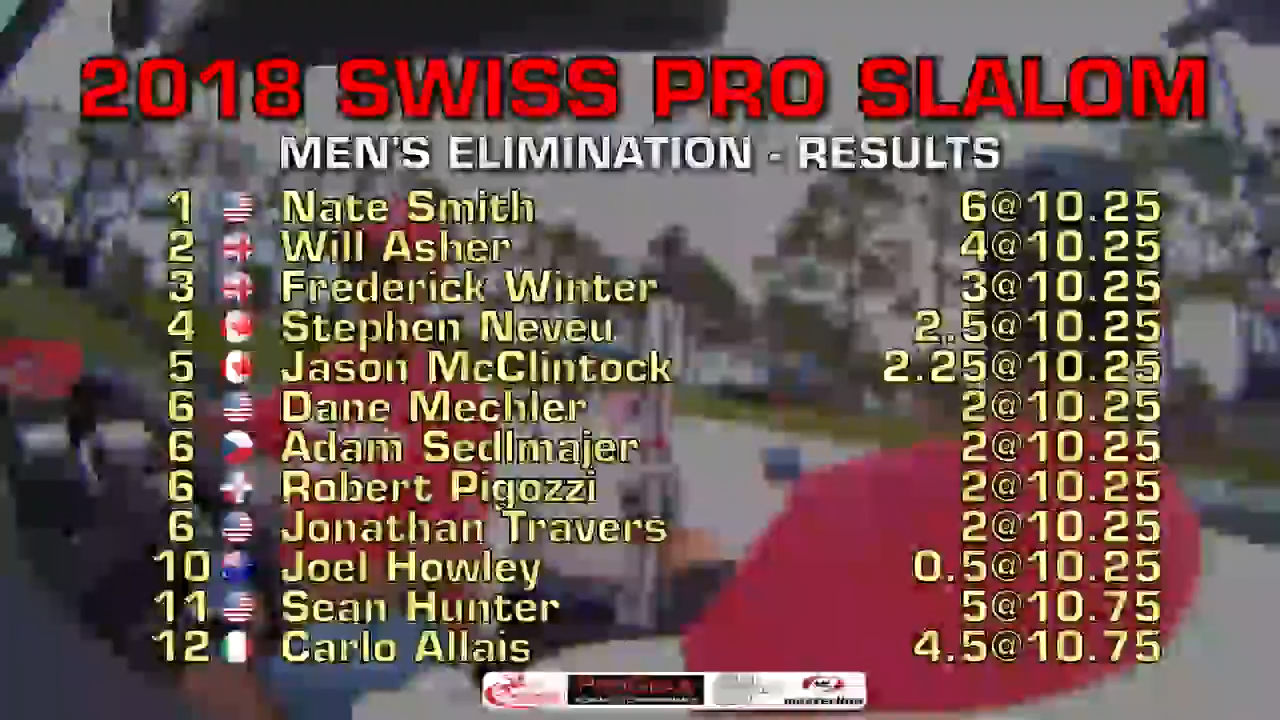 2018 SWISS PRO SLALOM
MEN'S ELIMINATION - RESULTS
1 Nate Smith 6@10.25
2 Will Asher 4@10.25
3 Frederick Winter 3@10.25
4 Stephen Neveu 2.5@10.25
5 Jason McClintock 2.25@10.25
6 Dane Mechler 2@10.25
6 Adam Sedlmajer 2@10.25
6 Robert Pigozzi 2@10.25
6 Jonathan Travers 2@10.25
10 Joel Howley 0.5@10.25
11 Sean Hunter 5@10.75
12 Carlo Allais 4.5@10.75